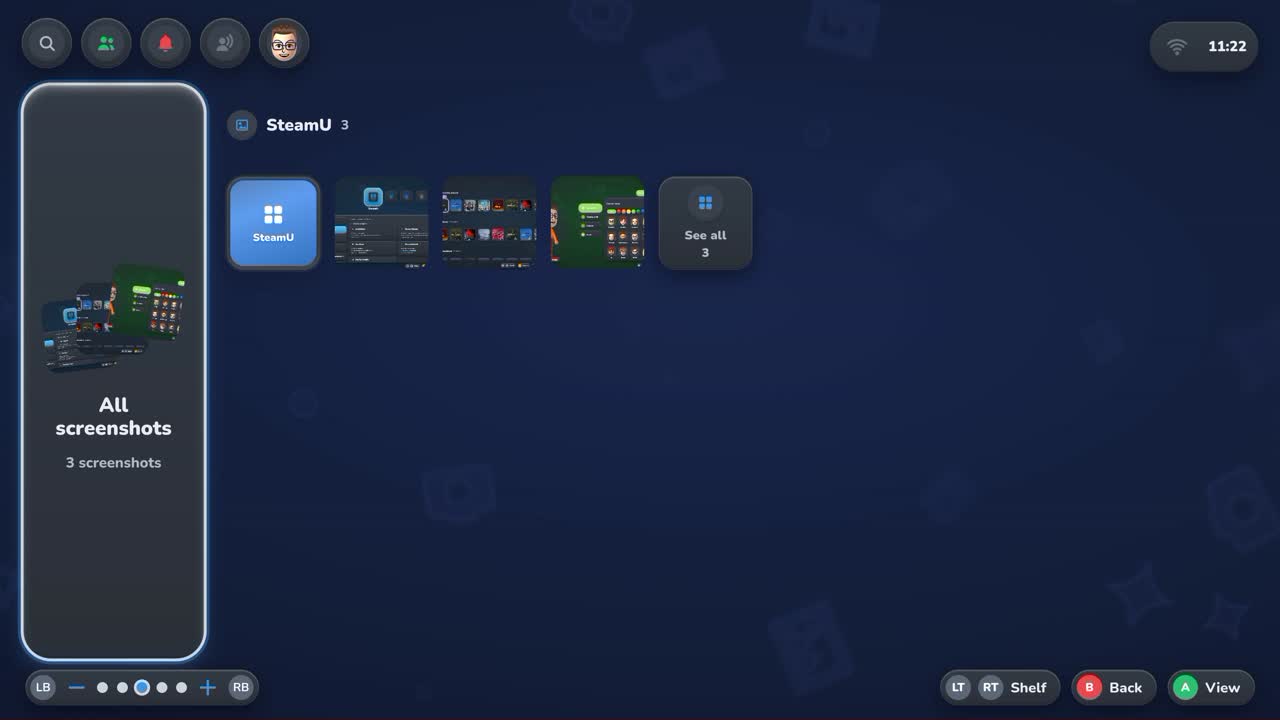 11:22
SteamU 3
SteamU
See all
3
All
screenshots
3 screenshots
LB
RB
LT RT Shelf
B Back
A View